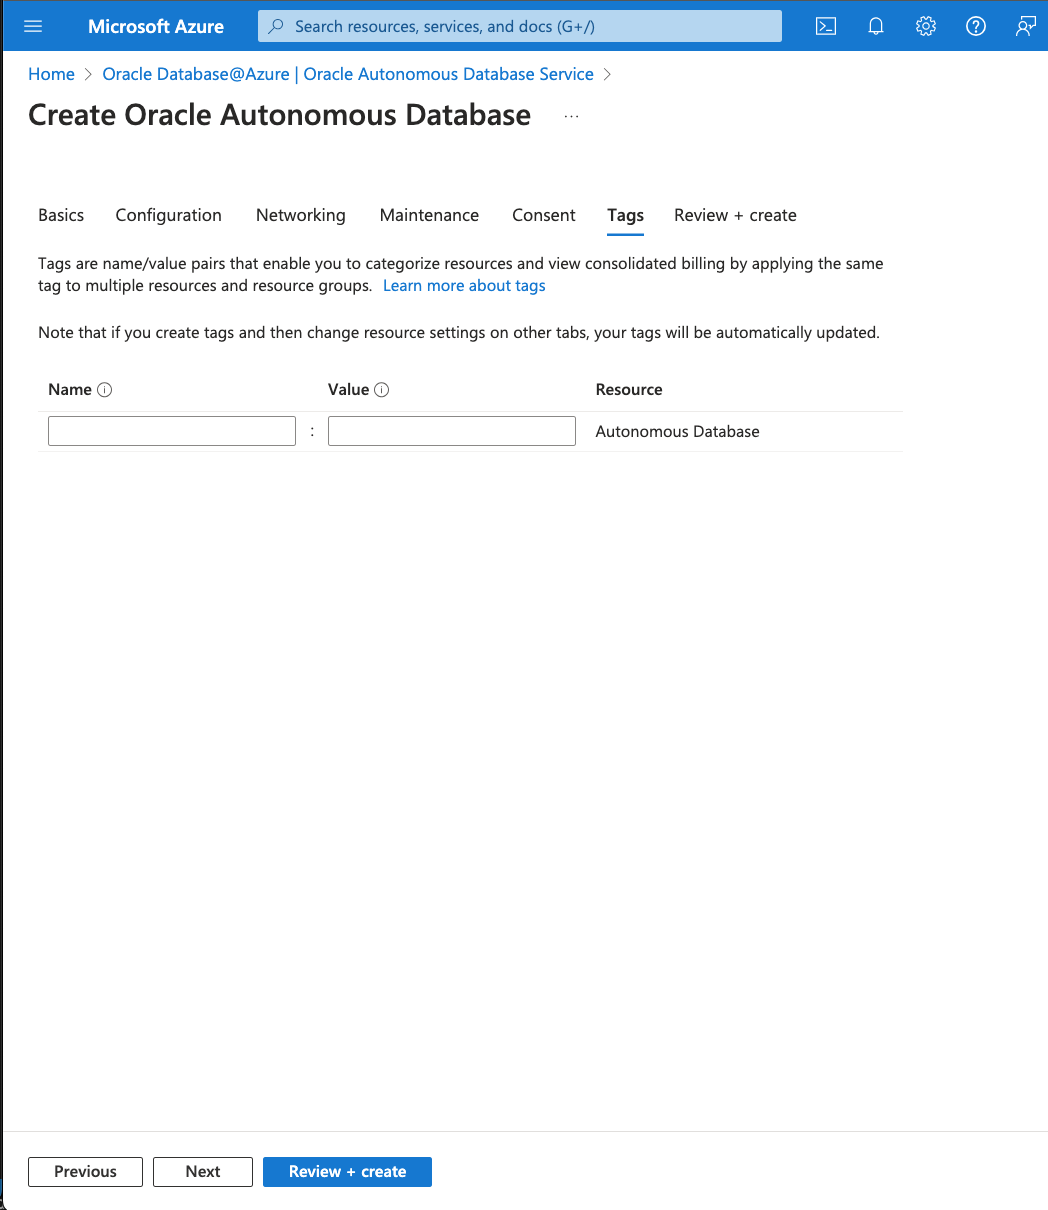 Microsoft Azure
Search resources, services, and docs (G+/)
Home > Oracle Database@Azure | Oracle Autonomous Database Service >
Create Oracle Autonomous Database ...
Basics Configuration Networking Maintenance Consent Tags Review + create
Tags are name/value pairs that enable you to categorize resources and view consolidated billing by applying the same
tag to multiple resources and resource groups. Learn more about tags
Note that if you create tags and then change resource settings on other tabs, your tags will be automatically updated.
Name Value Resource
: Autonomous Database
Previous Next Review + create